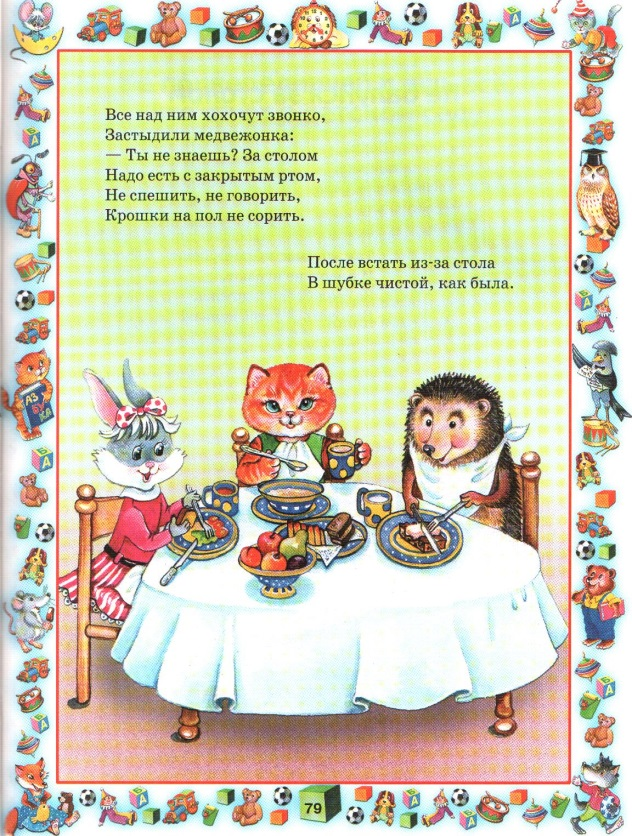 Все над ним хохочут звонко,
Застыдили медвежонка:
— Ты не знаешь? За столом
Надо есть с закрытым ртом,
Не спешить, не говорить,
Крошки на пол не сорить.
После встать из-за стола
В шубке чистой, как была.
АЗ
БУ
КА
79